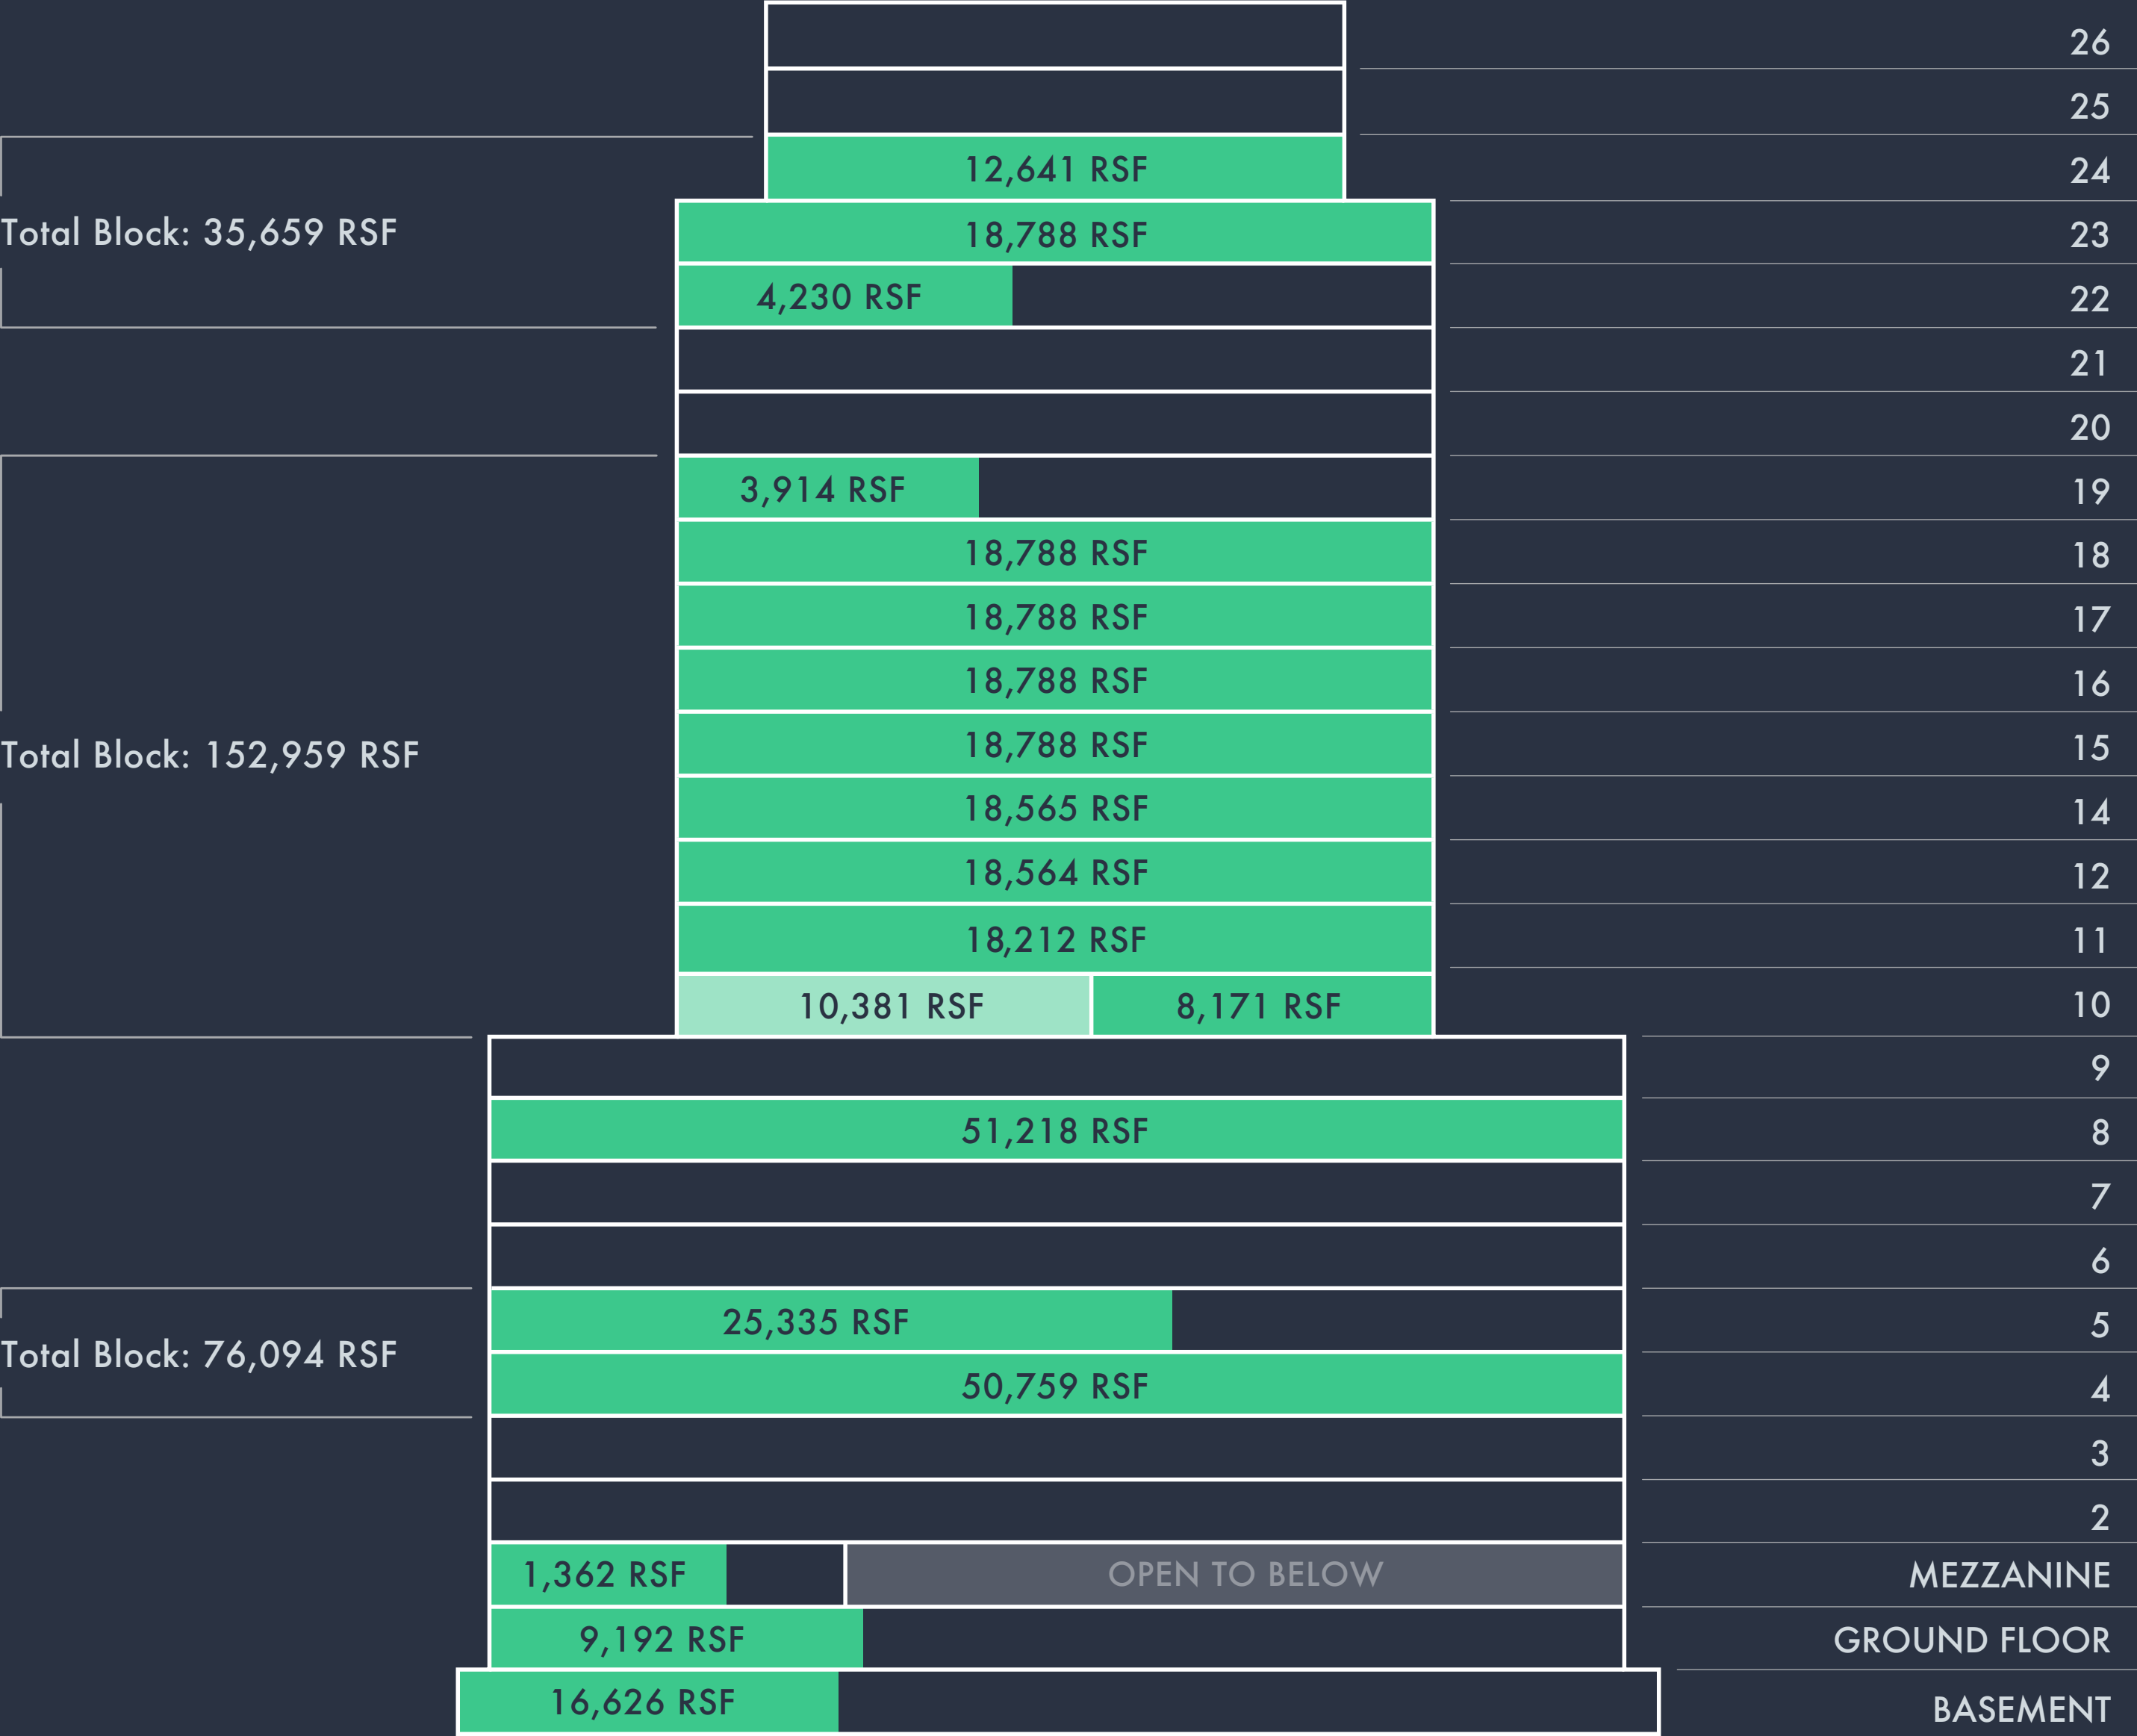 26
25
12,641 RSF
24
Total Block: 35,659 RSF
18,788 RSF
23
4,230 RSF
22
21
20
3,914 RSF
19
18,788 RSF
18
18,788 RSF
17
18,788 RSF
16
Total Block: 152,959 RSF
18,788 RSF
15
18,565 RSF
14
18,564 RSF
12
18,212 RSF
11
10,381 RSF
8,171 RSF
10
9
51,218 RSF
8
7
6
25,335 RSF
5
Total Block: 76,094 RSF
50,759 RSF
4
3
2
1,362 RSF
OPEN TO BELOW
MEZZANINE
9,192 RSF
GROUND FLOOR
16,626 RSF
BASEMENT